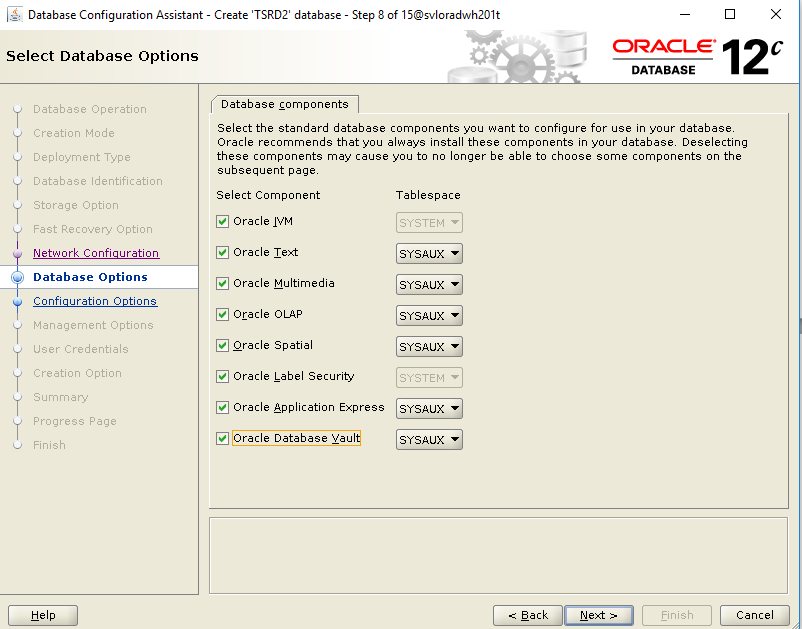 Database Configuration Assistant - Create 'TSRD2' database - Step 8 of 15@svloradwh201t
Select Database Options
ORACLE
DATABASE
12c
Database Operation
Creation Mode
Deployment Type
Database Identification
Storage Option
Fast Recovery Option
Network Configuration
Database Options
Configuration Options
Management Options
User Credentials
Creation Option
Summary
Progress Page
Finish
Database components
Select the standard database components you want to configure for use in your database.
Oracle recommends that you always install these components in your database. Deselecting
these components may cause you to no longer be able to choose some components on the
subsequent page.
Select Component Tablespace
Oracle JVM SYSTEM
Oracle Text SYSAUX
Oracle Multimedia SYSAUX
Oracle OLAP SYSAUX
Oracle Spatial SYSAUX
Oracle Label Security SYSTEM
Oracle Application Express SYSAUX
Oracle Database Vault SYSAUX
Help < Back Next > Finish Cancel